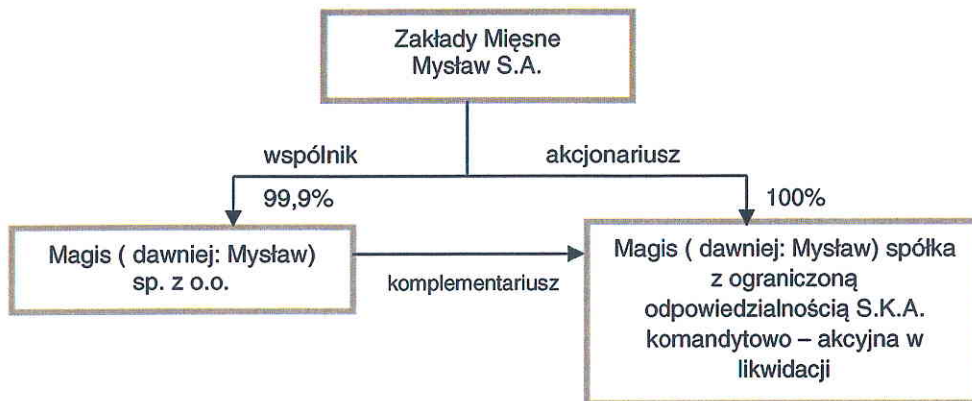 Zakłady Mięsne
Mysław S.A.
wspólnik
akcjonariusz
99,9%
100%
Magis ( dawniej: Mysław)
sp. z o.o.
komplementariusz
Magis ( dawniej: Mysław) spółka
z ograniczoną
odpowiedzialnością S.K.A.
komandytowo – akcyjna w
likwidacji